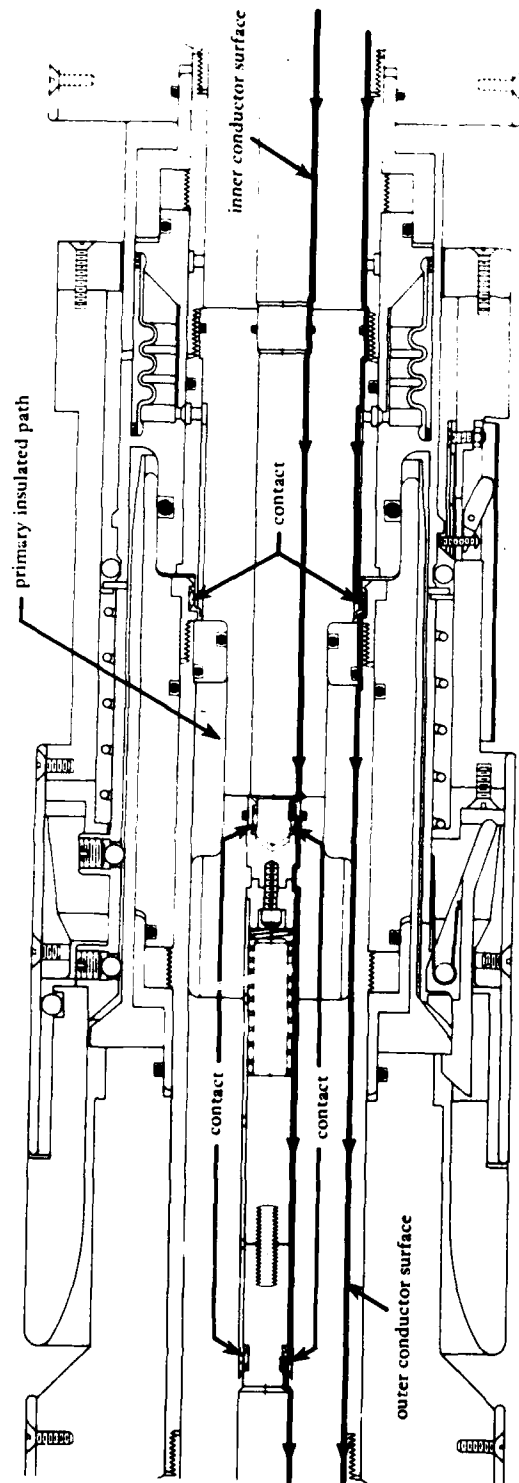 primary insulated path
inner conductor surface
contact
contact
contact
outer conductor surface